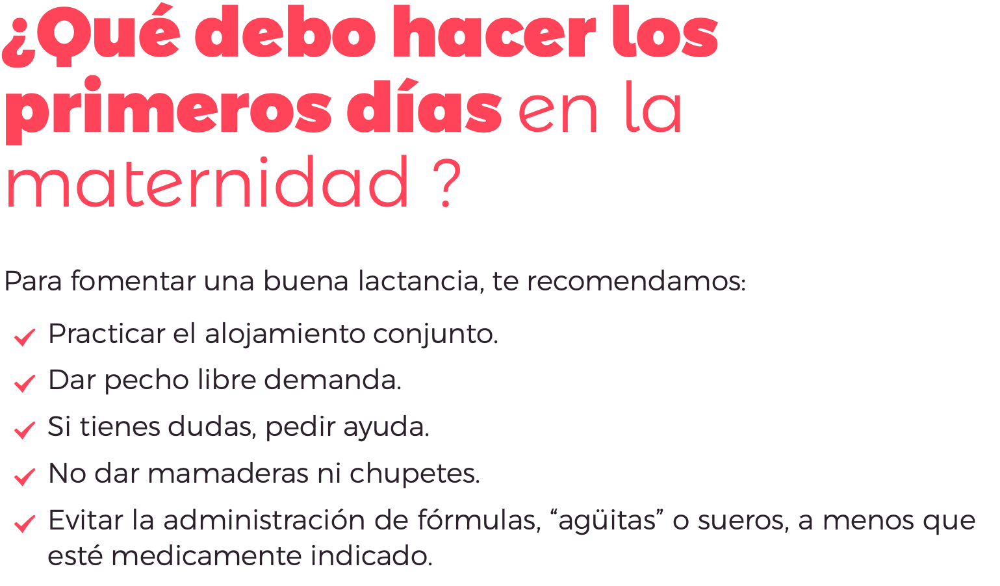 ¿Qué debo hacer los
primeros días en la
maternidad ?
Para fomentar una buena lactancia, te recomendamos:
Practicar el alojamiento conjunto.
Dar pecho libre demanda.
Si tienes dudas, pedir ayuda.
No dar mamaderas ni chupetes.
Evitar la administración de fórmulas, “agüitas” o sueros, a menos que
esté medicamente indicado.